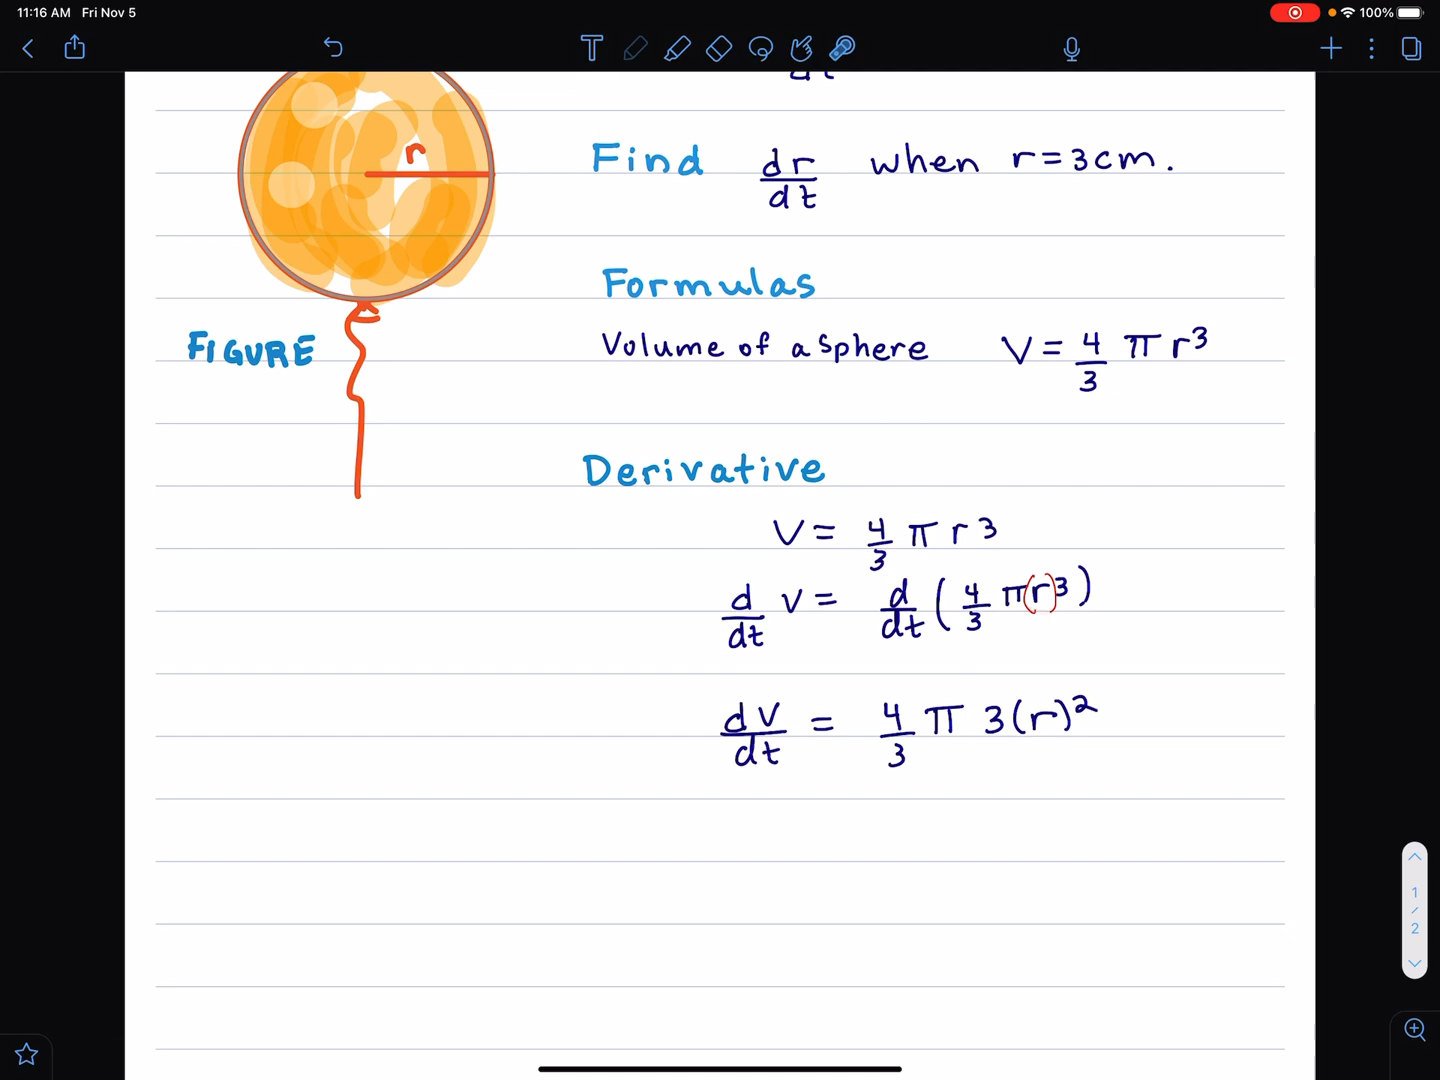 11:16 AM Fri Nov 5
100%
r
Find dr/dt when r = 3cm.
Formulas
FIGURE
Volume of a sphere V = 4/3 π r³
Derivative
V = 4/3 π r³
d/dt V = d/dt ( 4/3 π(r)³ )
dV/dt = 4/3 π 3(r)²
1
/
2